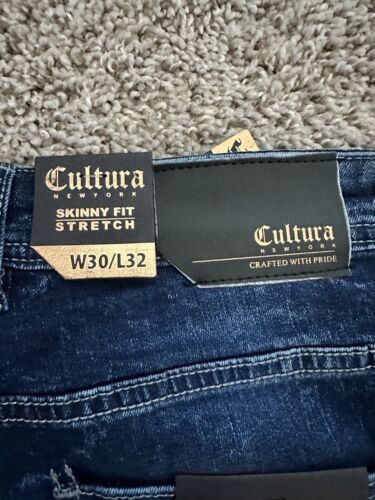 Cultura
NEW YORK
SKINNY FIT
STRETCH
W30/L32
Cultura
NEW YORK
CRAFTED WITH PRIDE